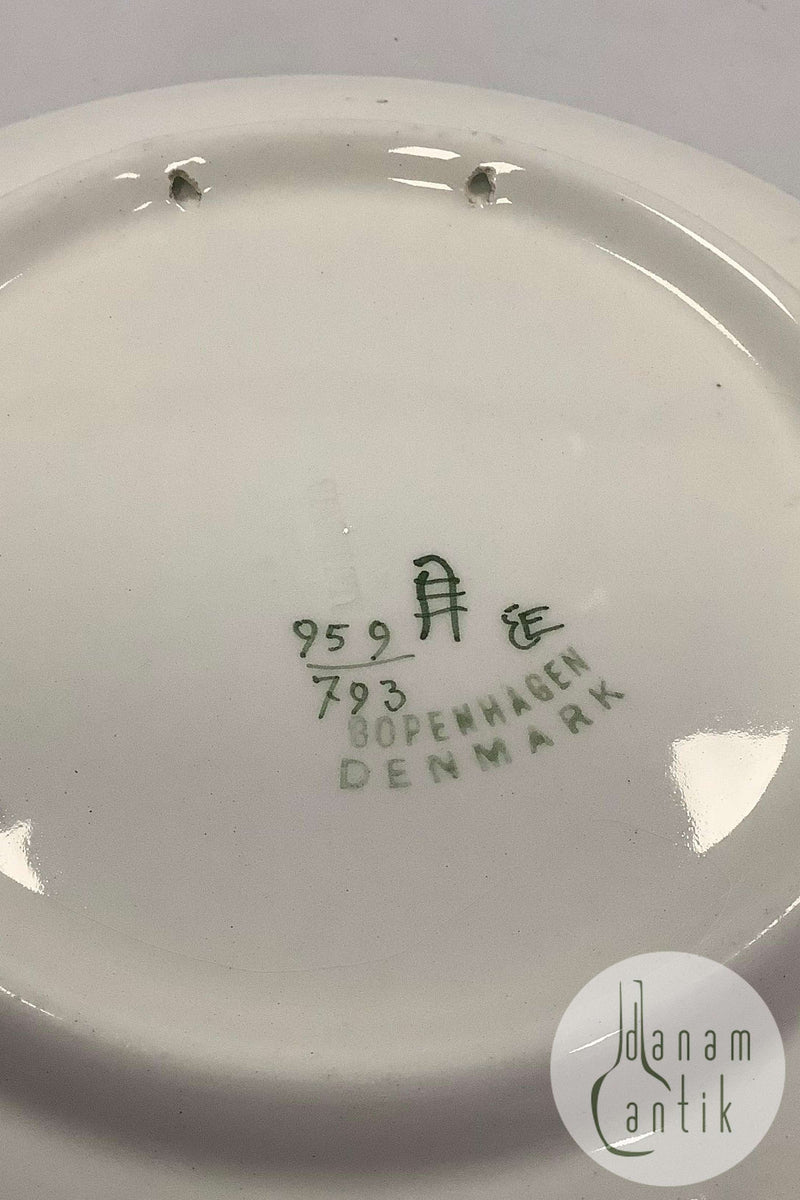 959
793
COPENHAGEN
DENMARK
danam
antik